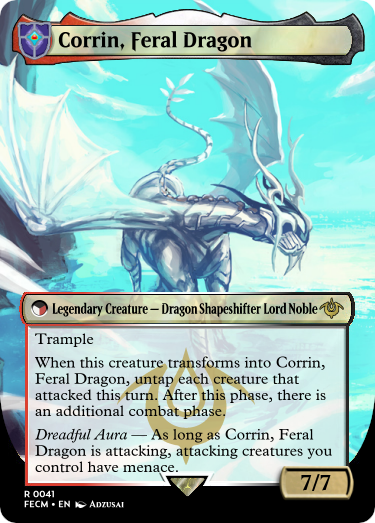 Corrin, Feral Dragon
Legendary Creature — Dragon Shapeshifter Lord Noble
Trample
When this creature transforms into Corrin,
Feral Dragon, untap each creature that
attacked this turn. After this phase, there is
an additional combat phase.
Dreadful Aura — As long as Corrin, Feral
Dragon is attacking, attacking creatures you
control have menace.
7/7
R 0041
FECM • EN Adzusai